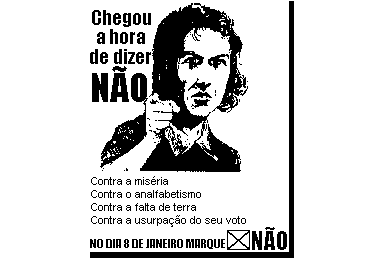 Chegou
a hora
de dizer
NÃO
Contra a miséria
Contra o analfabetismo
Contra a falta de terra
Contra a usurpação do seu voto
NO DIA 8 DE JANEIRO MARQUE NÃO